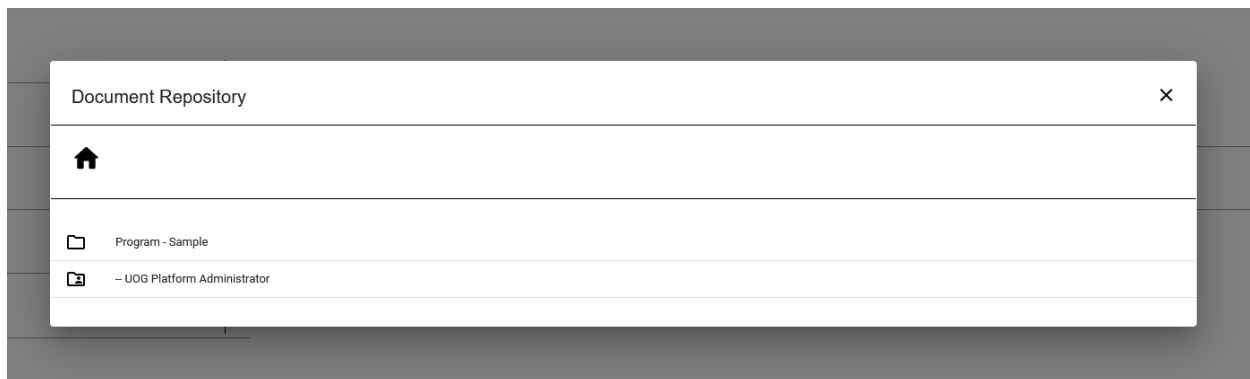 Document Repository
Program - Sample
-- UOG Platform Administrator